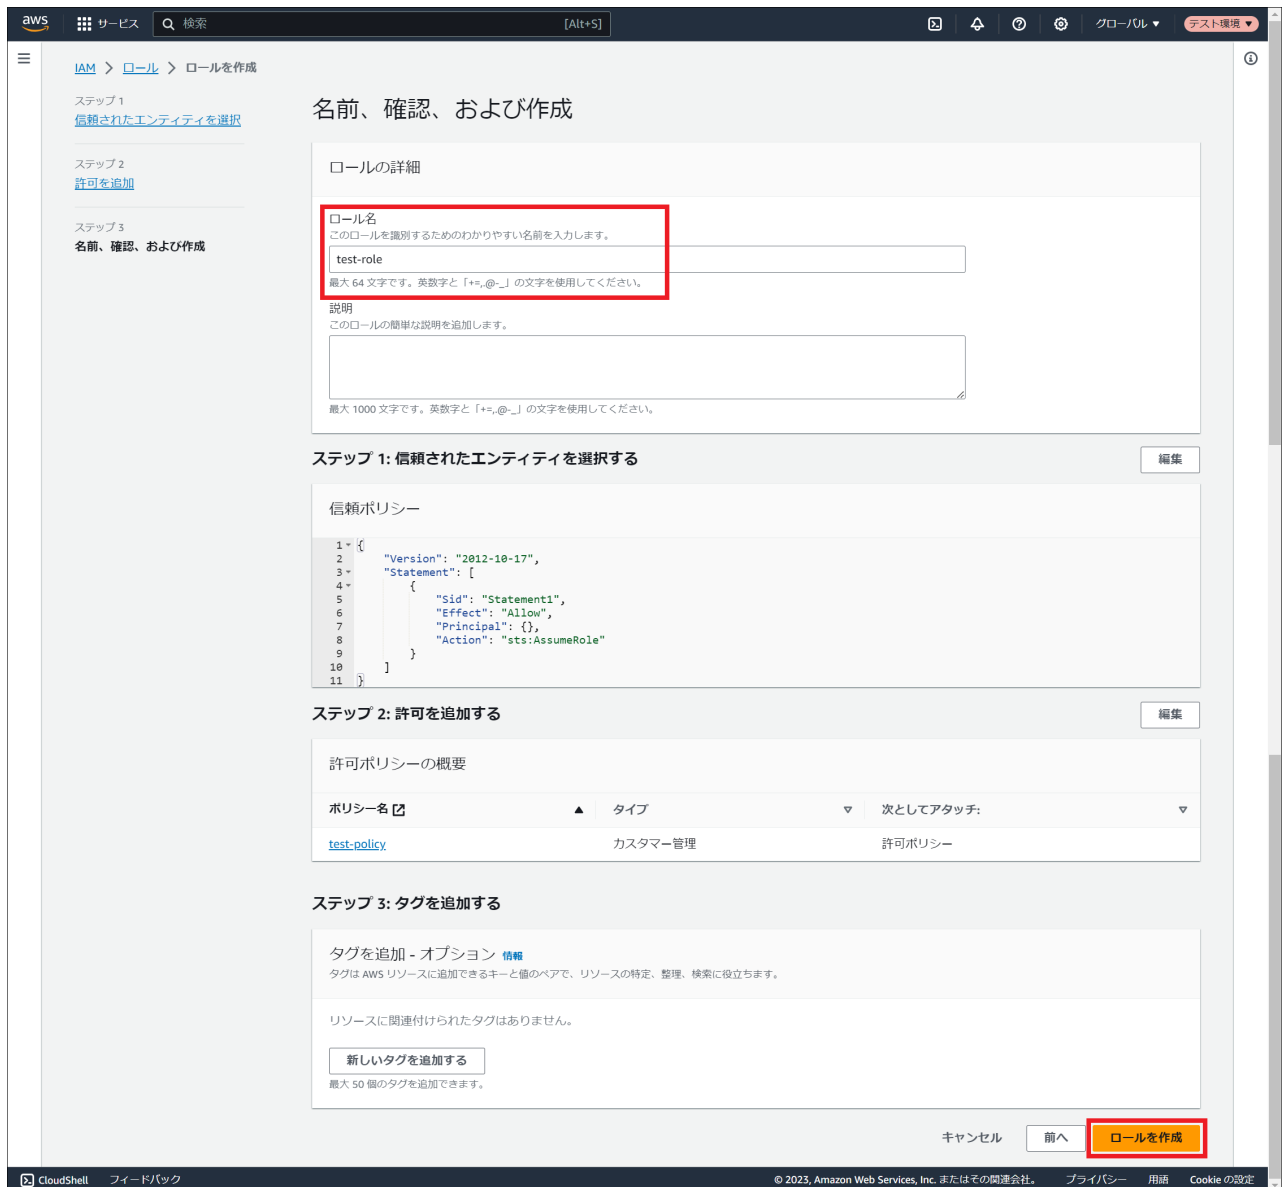 aws サービス 検索 [Alt+S] グローバル ▼ テスト環境 ▼
IAM > ロール > ロールを作成
ステップ 1
信頼されたエンティティを選択
ステップ 2
許可を追加
ステップ 3
名前、確認、および作成
名前、確認、および作成
ロールの詳細
ロール名
このロールを識別するためのわかりやすい名前を入力します。
test-role
最大 64 文字です。英数字と「+=,.@-_」の文字を使用してください。
説明
このロールの簡単な説明を追加します。
最大 1000 文字です。英数字と「+=,.@-_」の文字を使用してください。
ステップ 1: 信頼されたエンティティを選択する 編集
信頼ポリシー
1 {
2 "Version": "2012-10-17",
3 "Statement": [
4 {
5 "Sid": "Statement1",
6 "Effect": "Allow",
7 "Principal": {},
8 "Action": "sts:AssumeRole"
9 }
10 ]
11 }
ステップ 2: 許可を追加する 編集
許可ポリシーの概要
ポリシー名 ▲ タイプ ▽ 次としてアタッチ: ▽
test-policy カスタマー管理 許可ポリシー
ステップ 3: タグを追加する
タグを追加 - オプション 情報
タグは AWS リソースに追加できるキーと値のペアで、リソースの特定、整理、検索に役立ちます。
リソースに関連付けられたタグはありません。
新しいタグを追加する
最大 50 個のタグを追加できます。
キャンセル 前へ ロールを作成
CloudShell フィードバック © 2023, Amazon Web Services, Inc. またはその関連会社。 プライバシー 用語 Cookie の設定